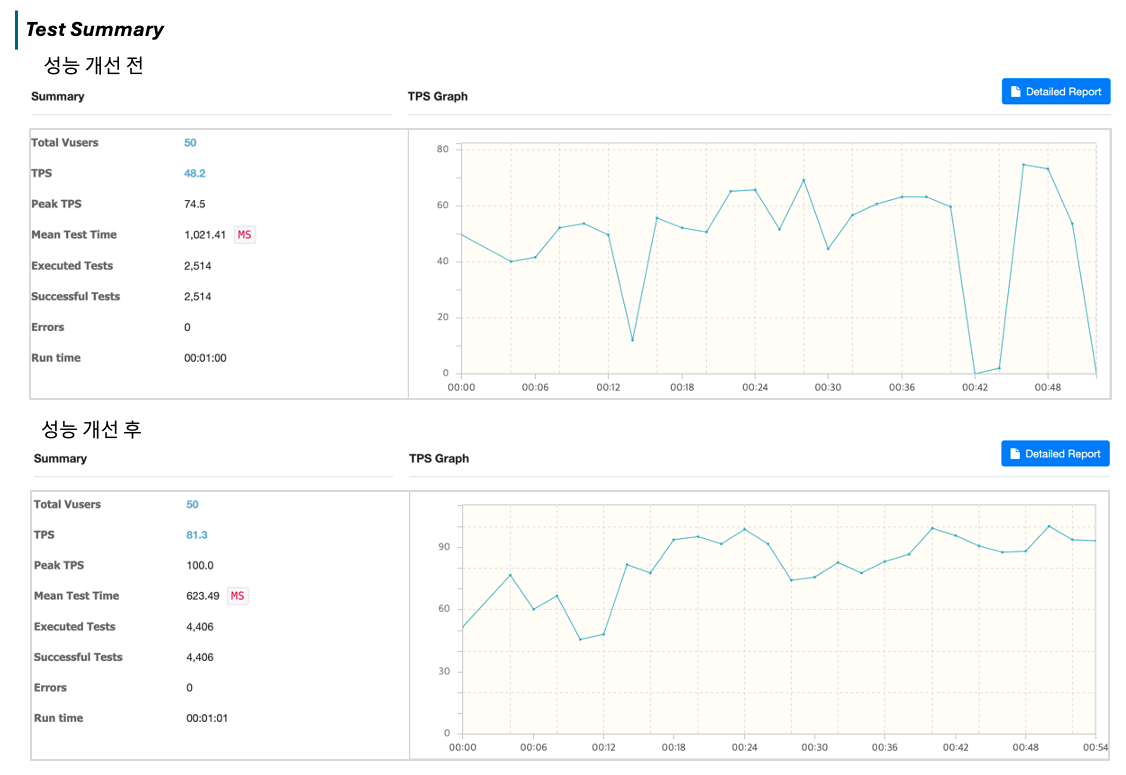 Test Summary
성능 개선 전
Summary
TPS Graph
Detailed Report
Total Vusers 50
TPS 48.2
Peak TPS 74.5
Mean Test Time 1,021.41 MS
Executed Tests 2,514
Successful Tests 2,514
Errors 0
Run time 00:01:00
80
60
40
20
0
00:00 00:06 00:12 00:18 00:24 00:30 00:36 00:42 00:48
성능 개선 후
Summary
TPS Graph
Detailed Report
Total Vusers 50
TPS 81.3
Peak TPS 100.0
Mean Test Time 623.49 MS
Executed Tests 4,406
Successful Tests 4,406
Errors 0
Run time 00:01:01
90
60
30
0
00:00 00:06 00:12 00:18 00:24 00:30 00:36 00:42 00:48 00:54